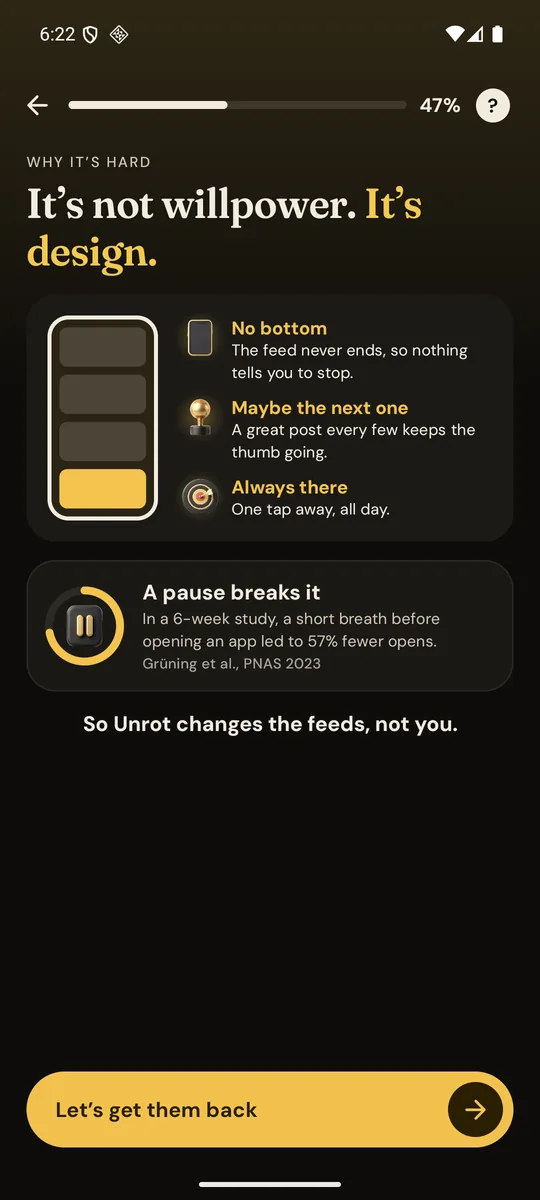 6:22
47%
?
WHY IT’S HARD
It’s not willpower. It’s
design.
No bottom
The feed never ends, so nothing
tells you to stop.
Maybe the next one
A great post every few keeps the
thumb going.
Always there
One tap away, all day.
A pause breaks it
In a 6-week study, a short breath before
opening an app led to 57% fewer opens.
Grüning et al., PNAS 2023
So Unrot changes the feeds, not you.
Let’s get them back